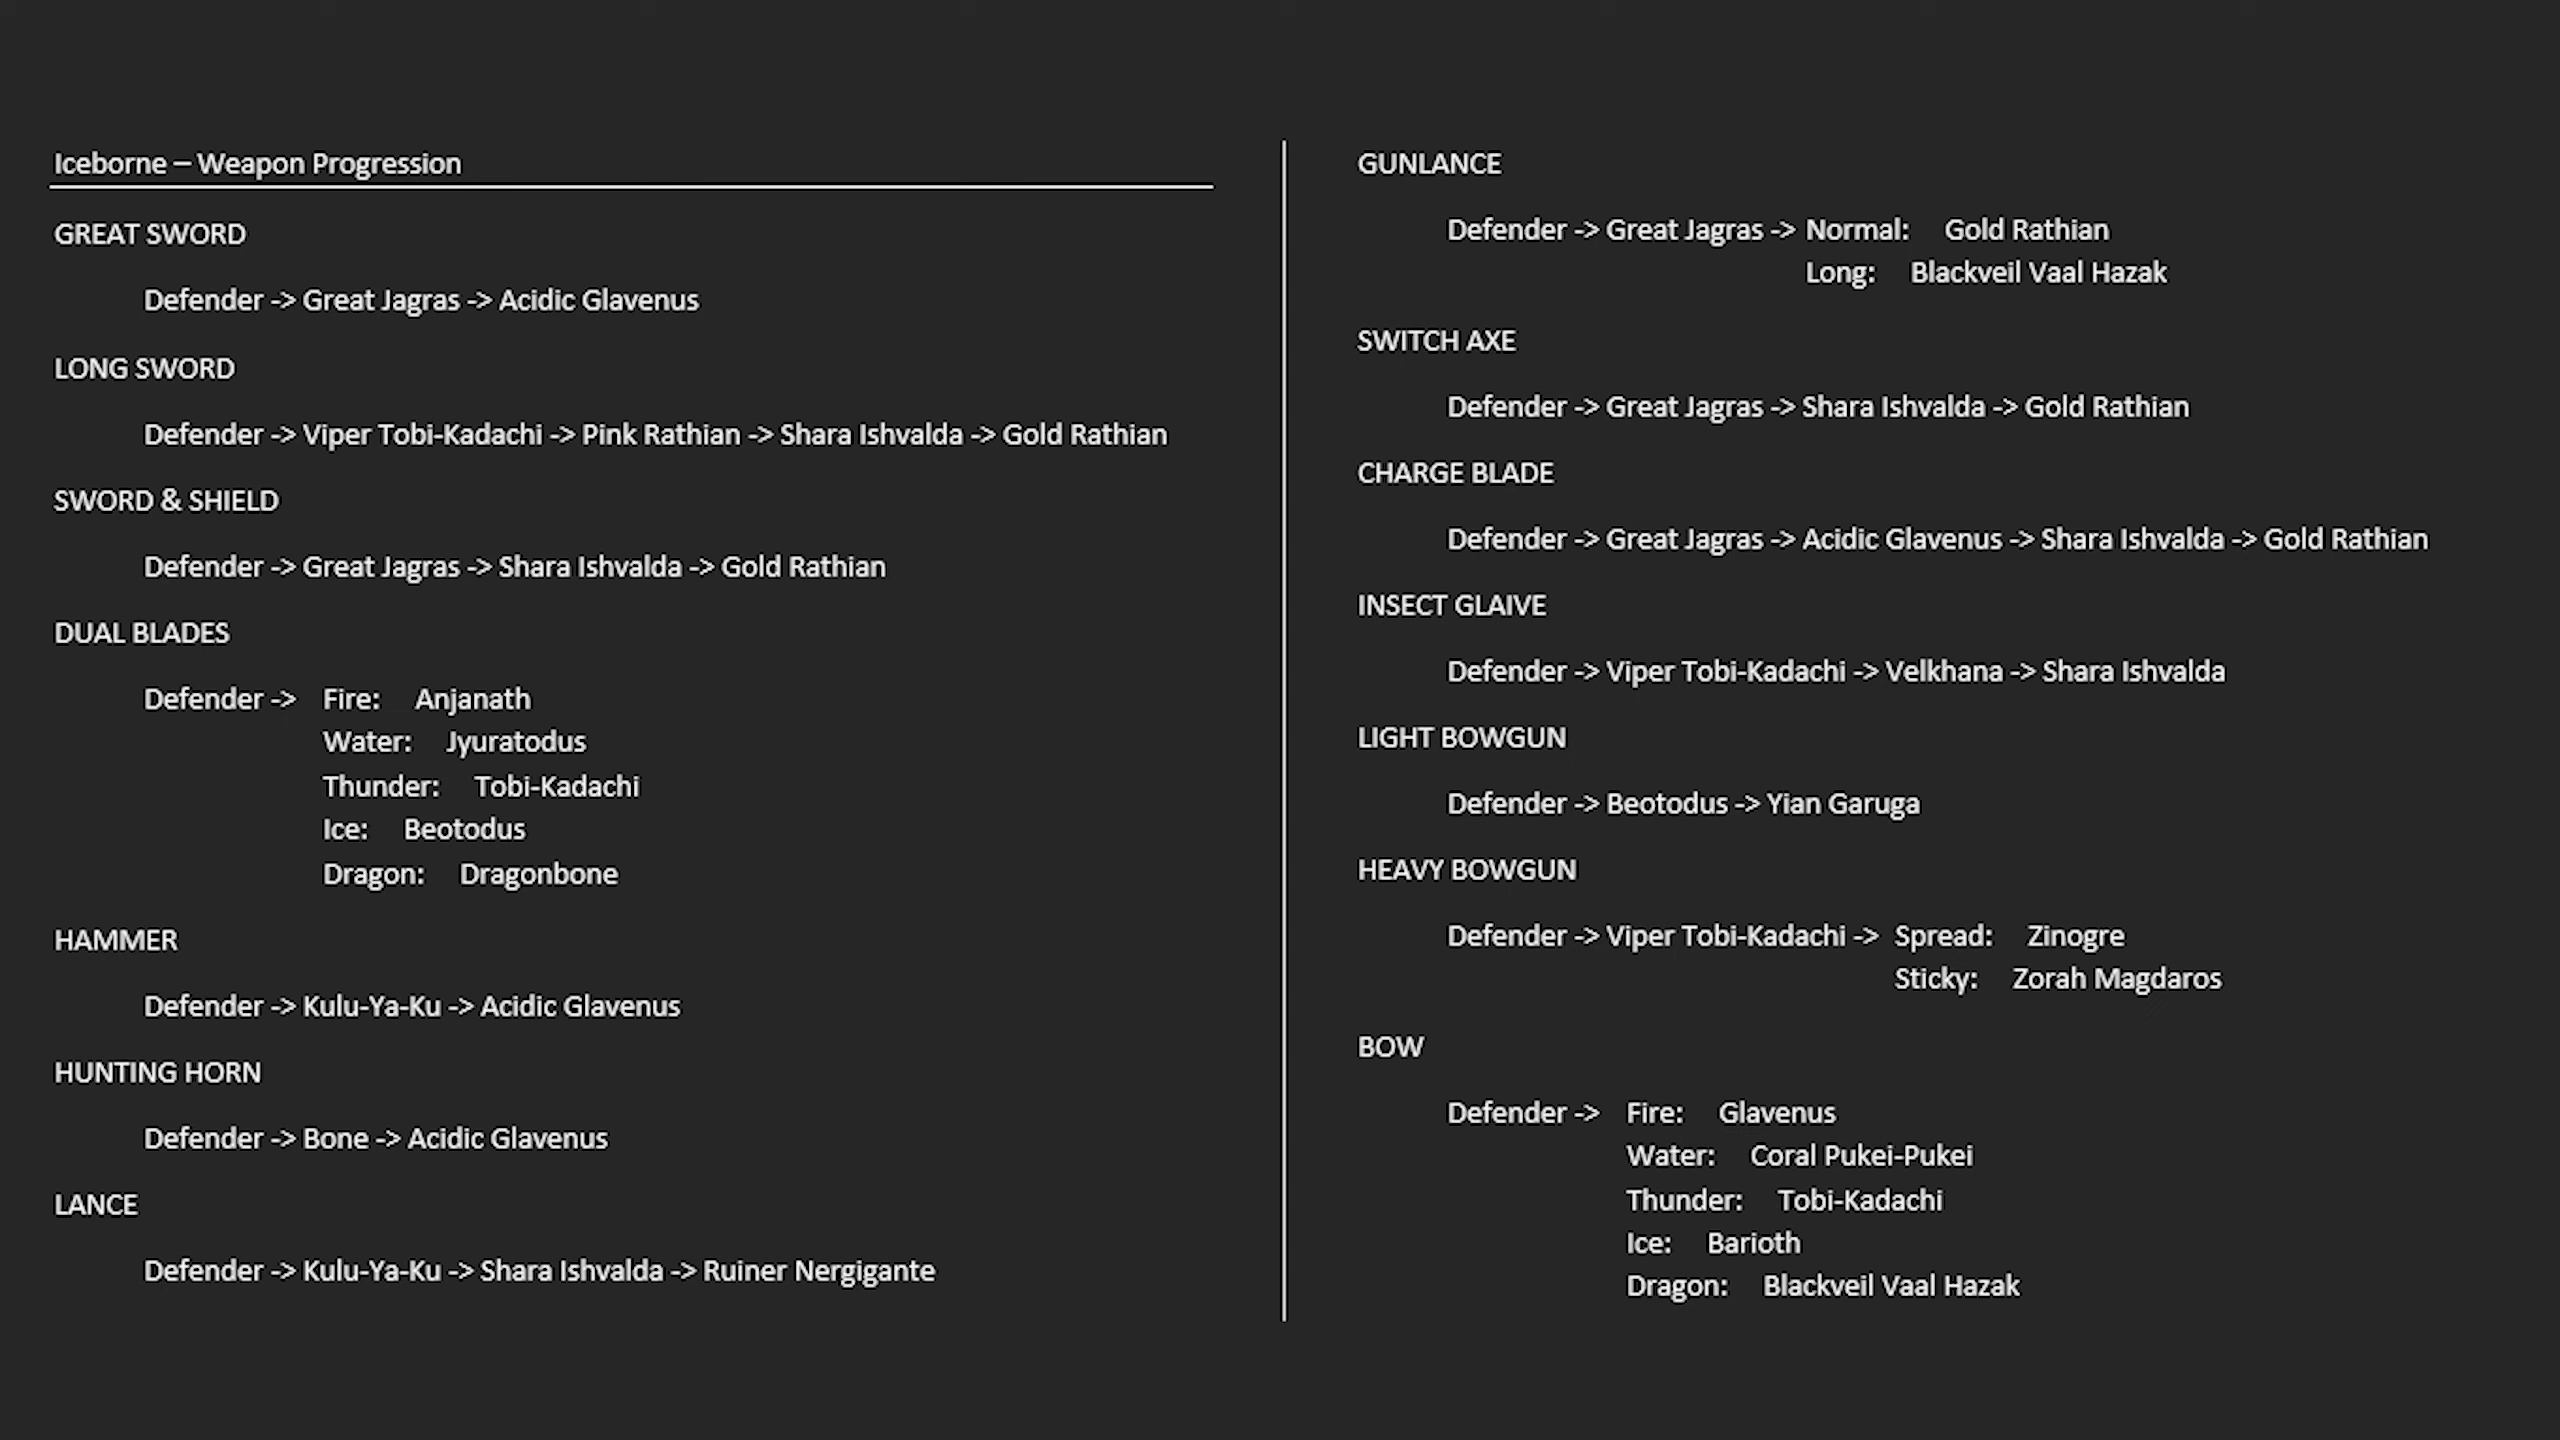 Iceborne – Weapon Progression
GREAT SWORD
Defender -> Great Jagras -> Acidic Glavenus
LONG SWORD
Defender -> Viper Tobi-Kadachi -> Pink Rathian -> Shara Ishvalda -> Gold Rathian
SWORD & SHIELD
Defender -> Great Jagras -> Shara Ishvalda -> Gold Rathian
DUAL BLADES
Defender -> Fire: Anjanath
Water: Jyuratodus
Thunder: Tobi-Kadachi
Ice: Beotodus
Dragon: Dragonbone
HAMMER
Defender -> Kulu-Ya-Ku -> Acidic Glavenus
HUNTING HORN
Defender -> Bone -> Acidic Glavenus
LANCE
Defender -> Kulu-Ya-Ku -> Shara Ishvalda -> Ruiner Nergigante
GUNLANCE
Defender -> Great Jagras -> Normal: Gold Rathian
Long: Blackveil Vaal Hazak
SWITCH AXE
Defender -> Great Jagras -> Shara Ishvalda -> Gold Rathian
CHARGE BLADE
Defender -> Great Jagras -> Acidic Glavenus -> Shara Ishvalda -> Gold Rathian
INSECT GLAIVE
Defender -> Viper Tobi-Kadachi -> Velkhana -> Shara Ishvalda
LIGHT BOWGUN
Defender -> Beotodus -> Yian Garuga
HEAVY BOWGUN
Defender -> Viper Tobi-Kadachi -> Spread: Zinogre
Sticky: Zorah Magdaros
BOW
Defender -> Fire: Glavenus
Water: Coral Pukei-Pukei
Thunder: Tobi-Kadachi
Ice: Barioth
Dragon: Blackveil Vaal Hazak